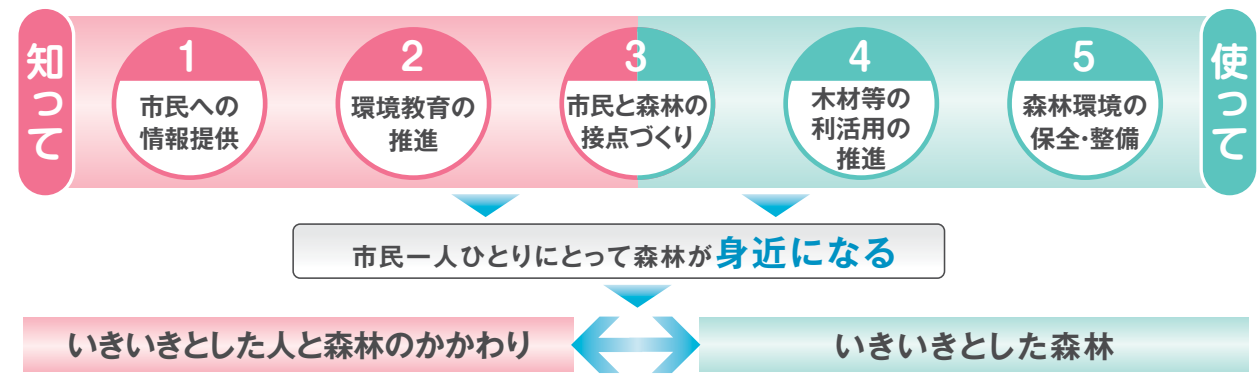 知って
1
市民への
情報提供
2
環境教育の
推進
3
市民と森林の
接点づくり
4
木材等の
利活用の
推進
5
森林環境の
保全・整備
使って
市民一人ひとりにとって森林が身近になる
いきいきとした人と森林のかかわり
いきいきとした森林